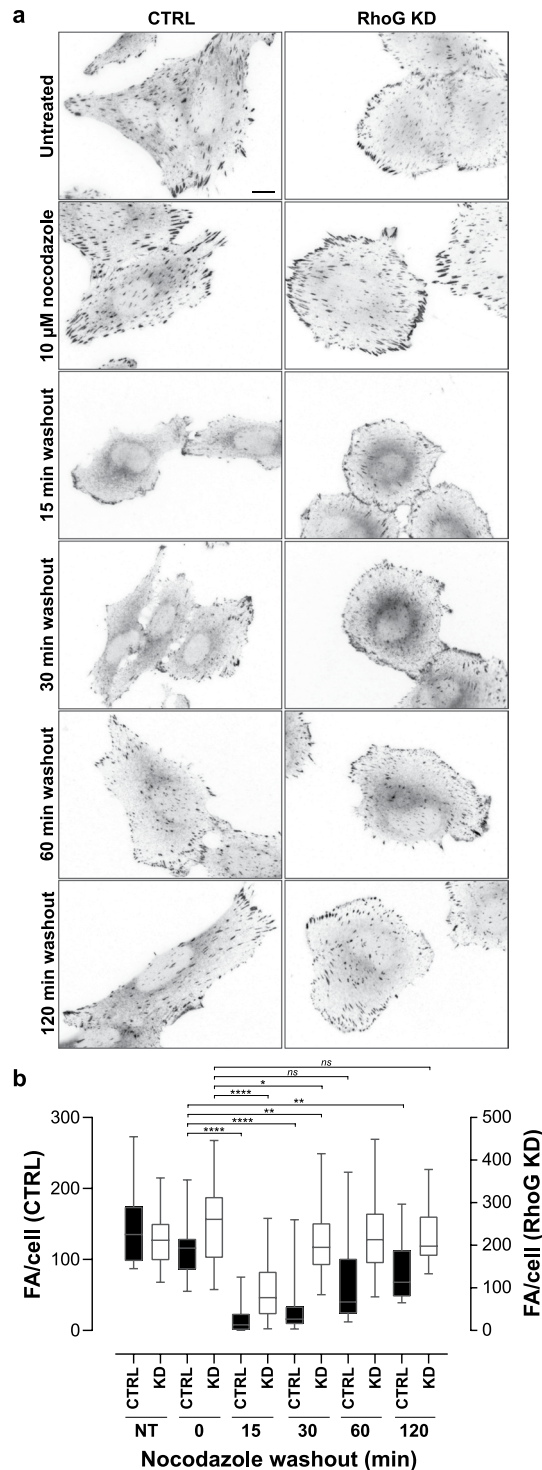 a
CTRL RhoG KD
Untreated
10 µM nocodazole
15 min washout
30 min washout
60 min washout
120 min washout
b
ns
ns
*
****
**
**
****
****
FA/cell (CTRL)
300
200
100
0
500
400
300
200
100
0
FA/cell (RhoG KD)
CTRL KD CTRL KD CTRL KD CTRL KD CTRL KD CTRL KD
NT 0 15 30 60 120
Nocodazole washout (min)